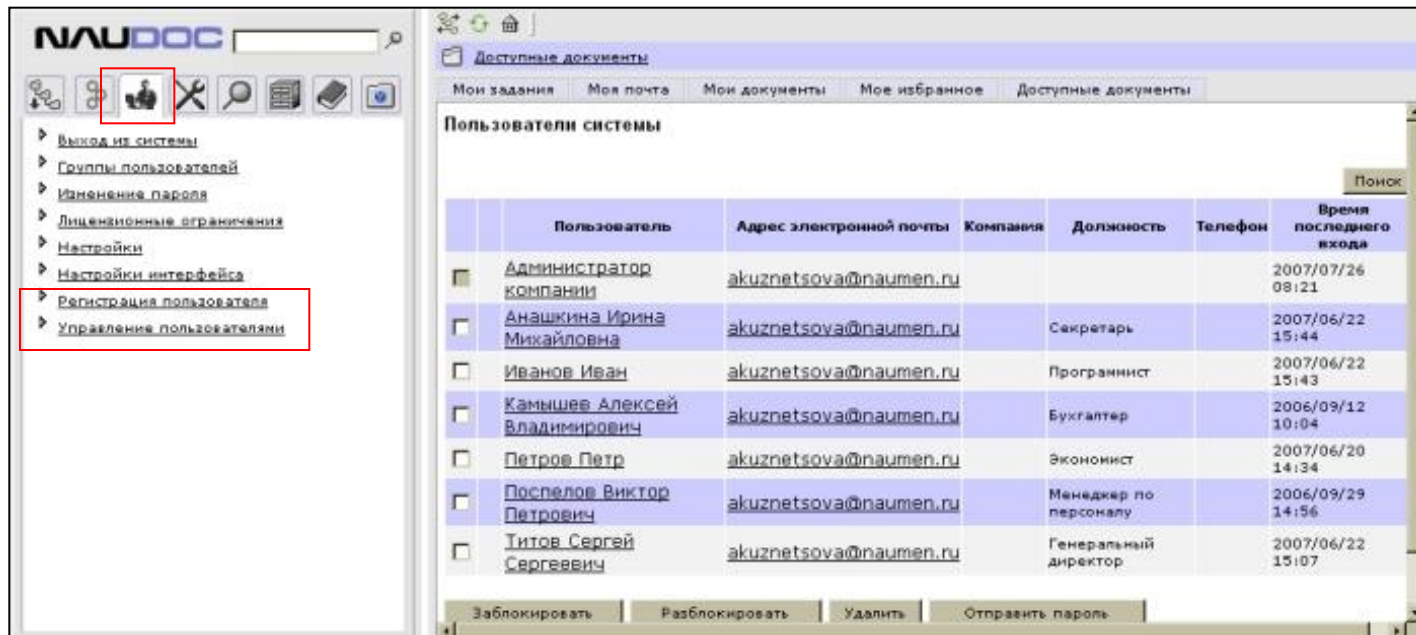 NAUDOC
Выход из системы
Группы пользователей
Изменение пароля
Лицензионные ограничения
Настройки
Настройки интерфейса
Регистрация пользователя
Управление пользователями
Доступные документы
Мои задания Моя почта Мои документы Мое избранное Доступные документы
Пользователи системы
Поиск
Пользователь Адрес электронной почты Компания Должность Телефон Время последнего входа
Администратор
компании
akuznetsova@naumen.ru
2007/07/26
08:21
Анашкина Ирина
Михайловна
akuznetsova@naumen.ru
Секретарь
2007/06/22
15:44
Иванов Иван
akuznetsova@naumen.ru
Программист
2007/06/22
15:43
Камышев Алексей
Владимирович
akuznetsova@naumen.ru
Бухгалтер
2006/09/12
10:04
Петров Петр
akuznetsova@naumen.ru
Экономист
2007/06/20
14:34
Поспелов Виктор
Петрович
akuznetsova@naumen.ru
Менеджер по
персоналу
2006/09/29
14:56
Титов Сергей
Сергеевич
akuznetsova@naumen.ru
Генеральный
директор
2007/06/22
15:07
Заблокировать Разблокировать Удалить Отправить пароль